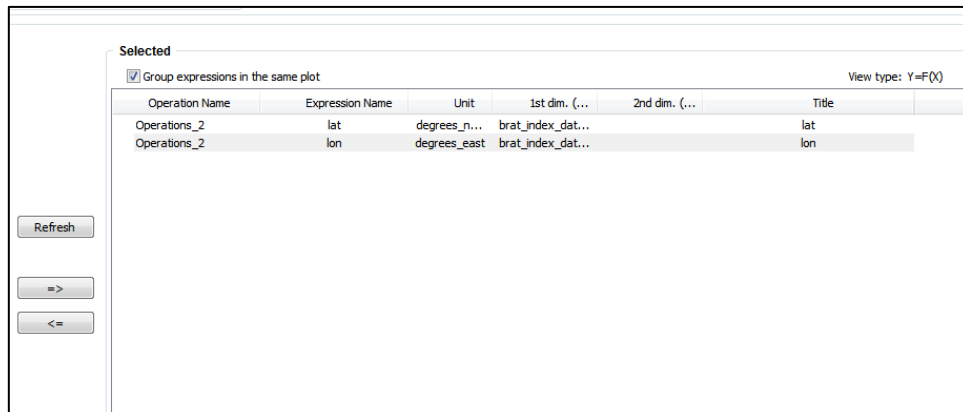 Selected
Group expressions in the same plot View type: Y=F(X)
Operation Name Expression Name Unit 1st dim. (... 2nd dim. (... Title
Operations_2 lat degrees_n... brat_index_dat... lat
Operations_2 lon degrees_east brat_index_dat... lon
Refresh
=>
<=